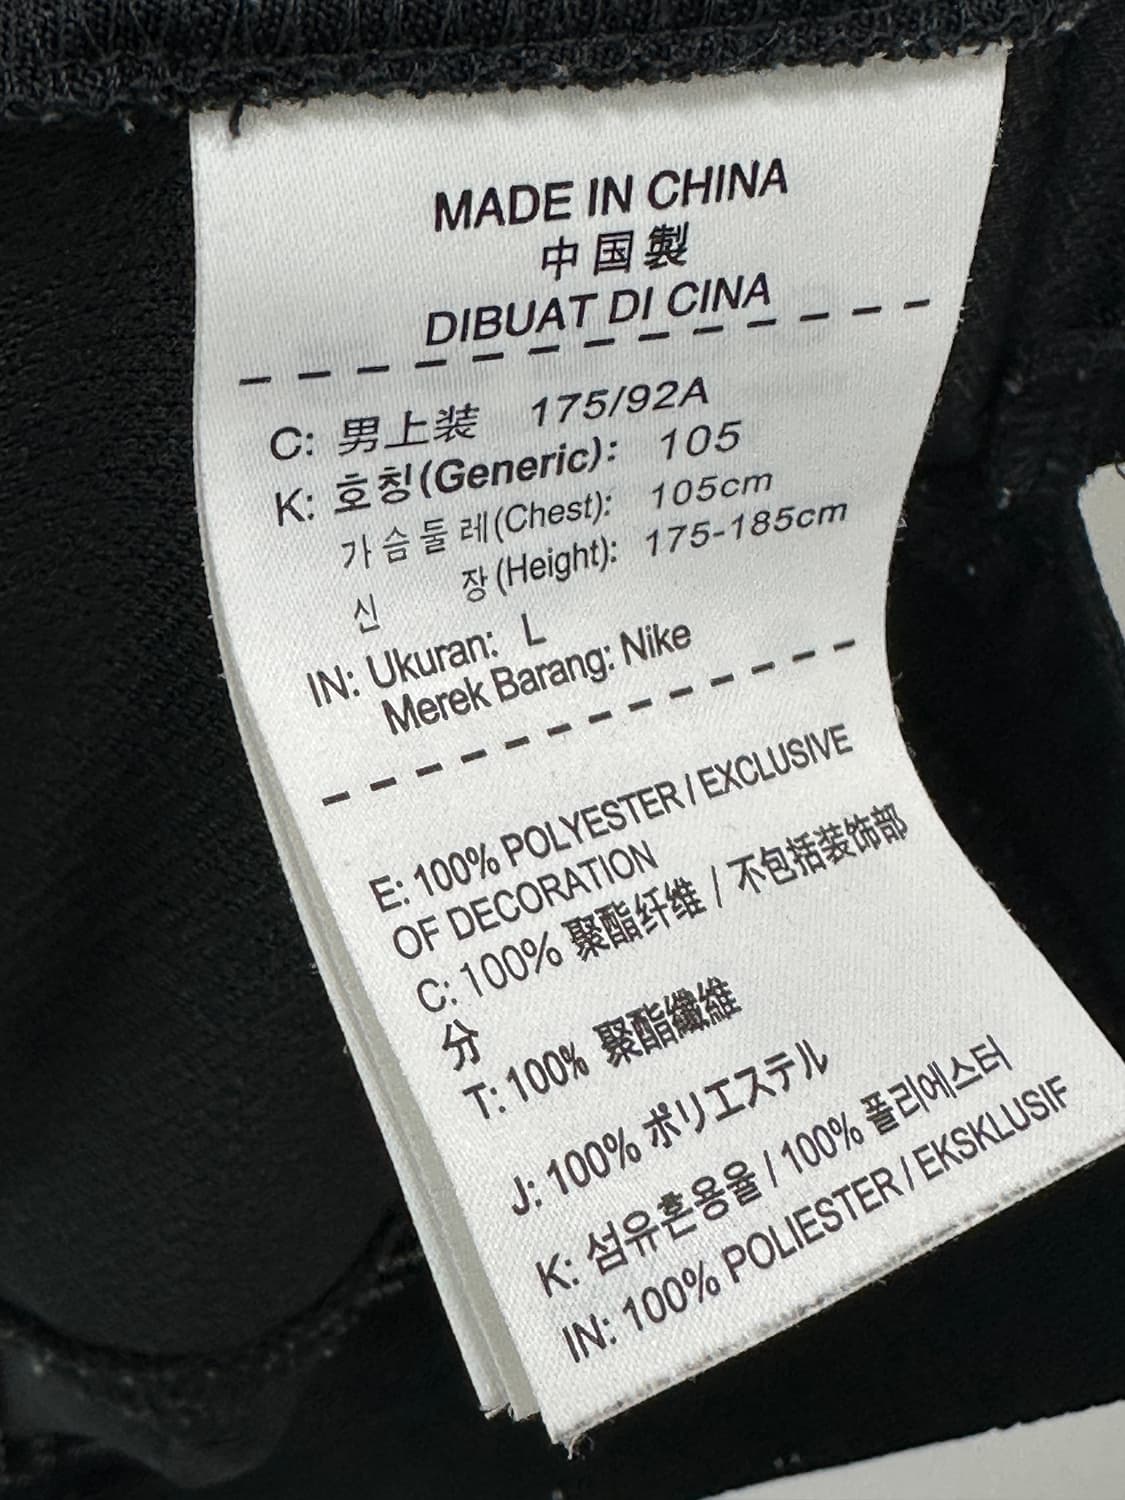 MADE IN CHINA
中国製
DIBUAT DI CINA
C: 男上装 175/92A
K: 호칭(Generic): 105
가슴둘레(Chest): 105cm
신 장(Height): 175-185cm
IN: Ukuran: L
Merek Barang: Nike
E: 100% POLYESTER / EXCLUSIVE
OF DECORATION
C: 100% 聚酯纤维 / 不包括装饰部
分
T: 100% 聚酯纖維
J: 100% ポリエステル
K: 섬유혼용율 / 100% 폴리에스터
IN: 100% POLIESTER / EKSKLUSIF